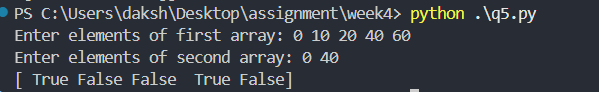 PS C:\Users\daksh\Desktop\assignment\week4> python .\q5.py
Enter elements of first array: 0 10 20 40 60
Enter elements of second array: 0 40
[ True False False  True False]